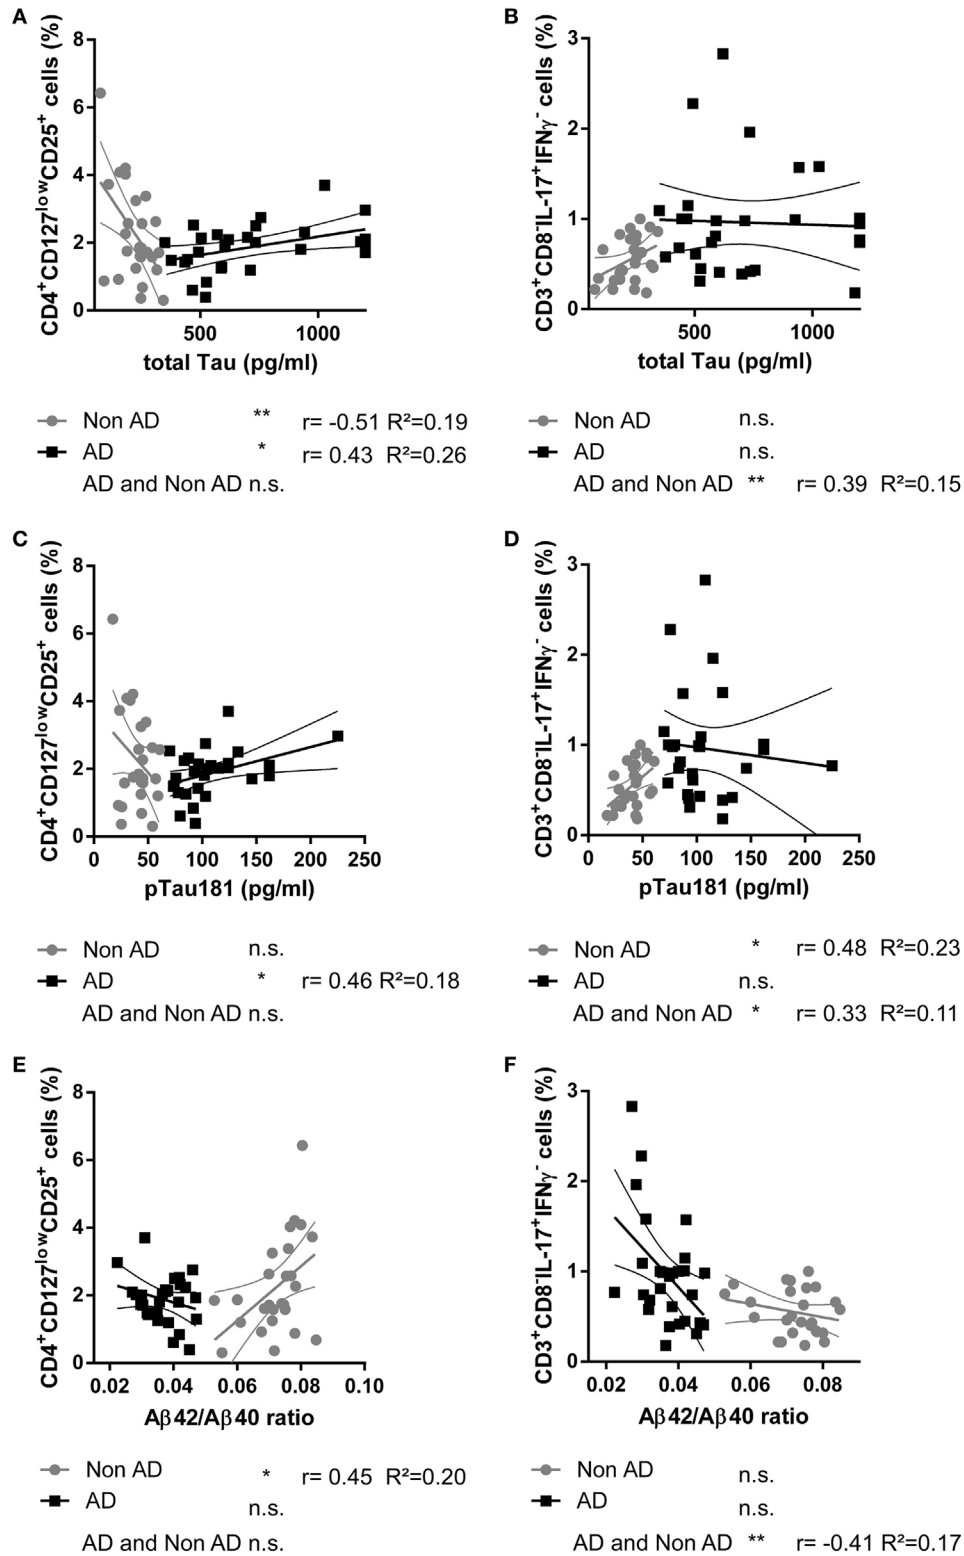 A
CD4⁺CD127ˡᵒʷCD25⁺ cells (%)
8
6
4
2
0
500 1000
total Tau (pg/ml)
Non AD ** r= -0.51 R²=0.19
AD * r= 0.43 R²=0.26
AD and Non AD n.s.
B
CD3⁺CD8⁻IL-17⁺IFNγ⁻ cells (%)
3
2
1
0
500 1000
total Tau (pg/ml)
Non AD n.s.
AD n.s.
AD and Non AD ** r= 0.39 R²=0.15
C
CD4⁺CD127ˡᵒʷCD25⁺ cells (%)
8
6
4
2
0
0 50 100 150 200 250
pTau181 (pg/ml)
Non AD n.s.
AD * r= 0.46 R²=0.18
AD and Non AD n.s.
D
CD3⁺CD8⁻IL-17⁺IFNγ⁻ cells (%)
3
2
1
0
0 50 100 150 200 250
pTau181 (pg/ml)
Non AD * r= 0.48 R²=0.23
AD n.s.
AD and Non AD * r= 0.33 R²=0.11
E
CD4⁺CD127ˡᵒʷCD25⁺ cells (%)
8
6
4
2
0
0.02 0.04 0.06 0.08 0.10
Aβ42/Aβ40 ratio
Non AD * r= 0.45 R²=0.20
AD n.s.
AD and Non AD n.s.
F
CD3⁺CD8⁻IL-17⁺IFNγ⁻ cells (%)
3
2
1
0
0.02 0.04 0.06 0.08
Aβ42/Aβ40 ratio
Non AD n.s.
AD n.s.
AD and Non AD ** r= -0.41 R²=0.17